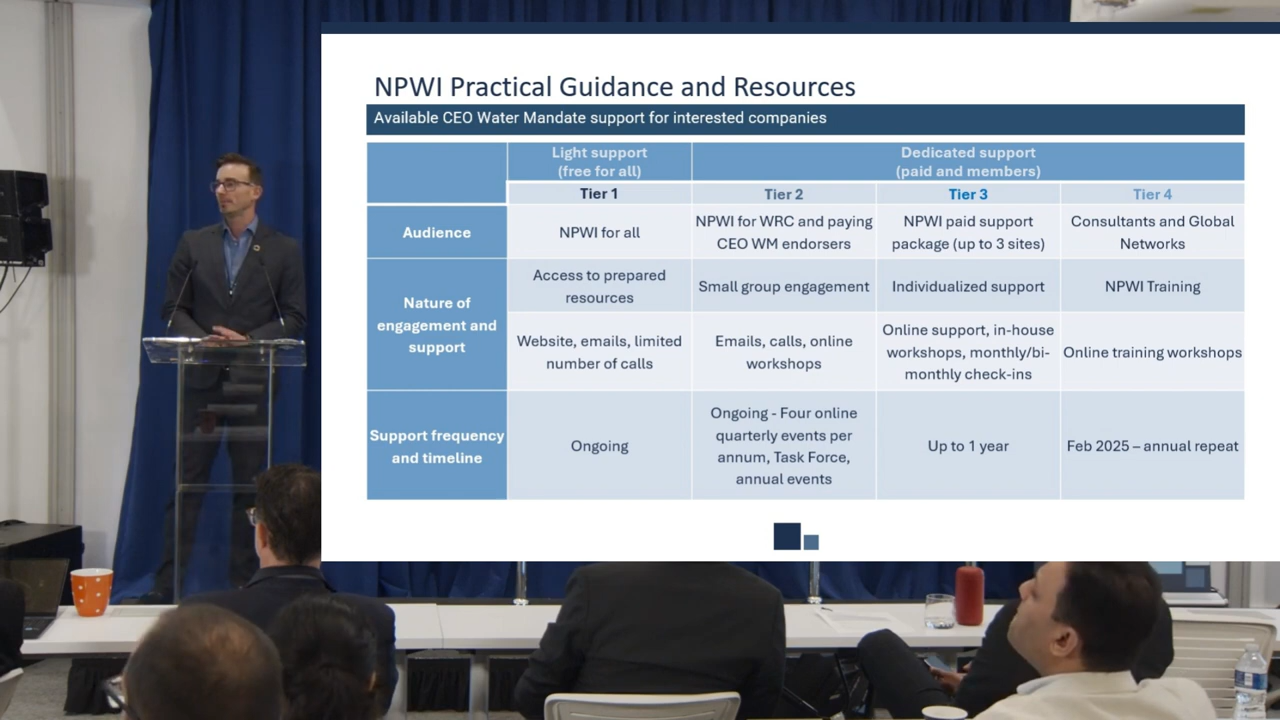 NPWI Practical Guidance and Resources
Available CEO Water Mandate support for interested companies
Light support
(free for all)
Dedicated support
(paid and members)
Tier 1
Tier 2
Tier 3
Tier 4
Audience
NPWI for all
NPWI for WRC and paying
CEO WM endorsers
NPWI paid support
package (up to 3 sites)
Consultants and Global
Networks
Nature of
engagement and
support
Access to prepared
resources
Small group engagement
Individualized support
NPWI Training
Website, emails, limited
number of calls
Emails, calls, online
workshops
Online support, in-house
workshops, monthly/bi-
monthly check-ins
Online training workshops
Support frequency
and timeline
Ongoing
Ongoing - Four online
quarterly events per
annum, Task Force,
annual events
Up to 1 year
Feb 2025 – annual repeat